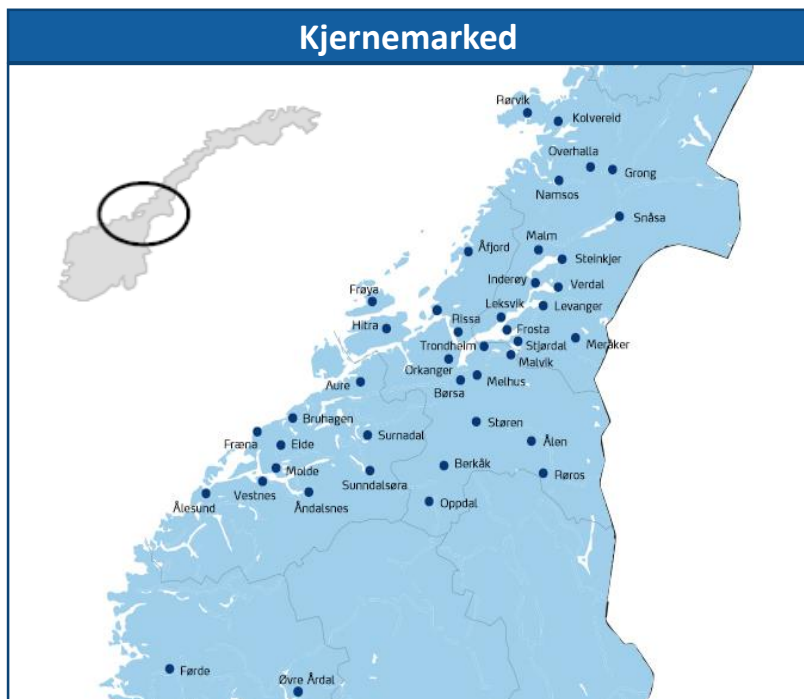 Kjernemarked
Rørvik
Kolvereid
Overhalla
Grong
Namsos
Snåsa
Malm
Åfjord
Steinkjer
Inderøy
Verdal
Frøya
Leksvik
Levanger
Rissa
Hitra
Frosta
Trondheim
Stjørdal
Meråker
Malvik
Orkanger
Aure
Børsa
Melhus
Bruhagen
Støren
Surnadal
Fræna
Eide
Ålen
Molde
Berkåk
Sunndalsøra
Røros
Vestnes
Åndalsnes
Ålesund
Oppdal
Førde
Øvre Årdal